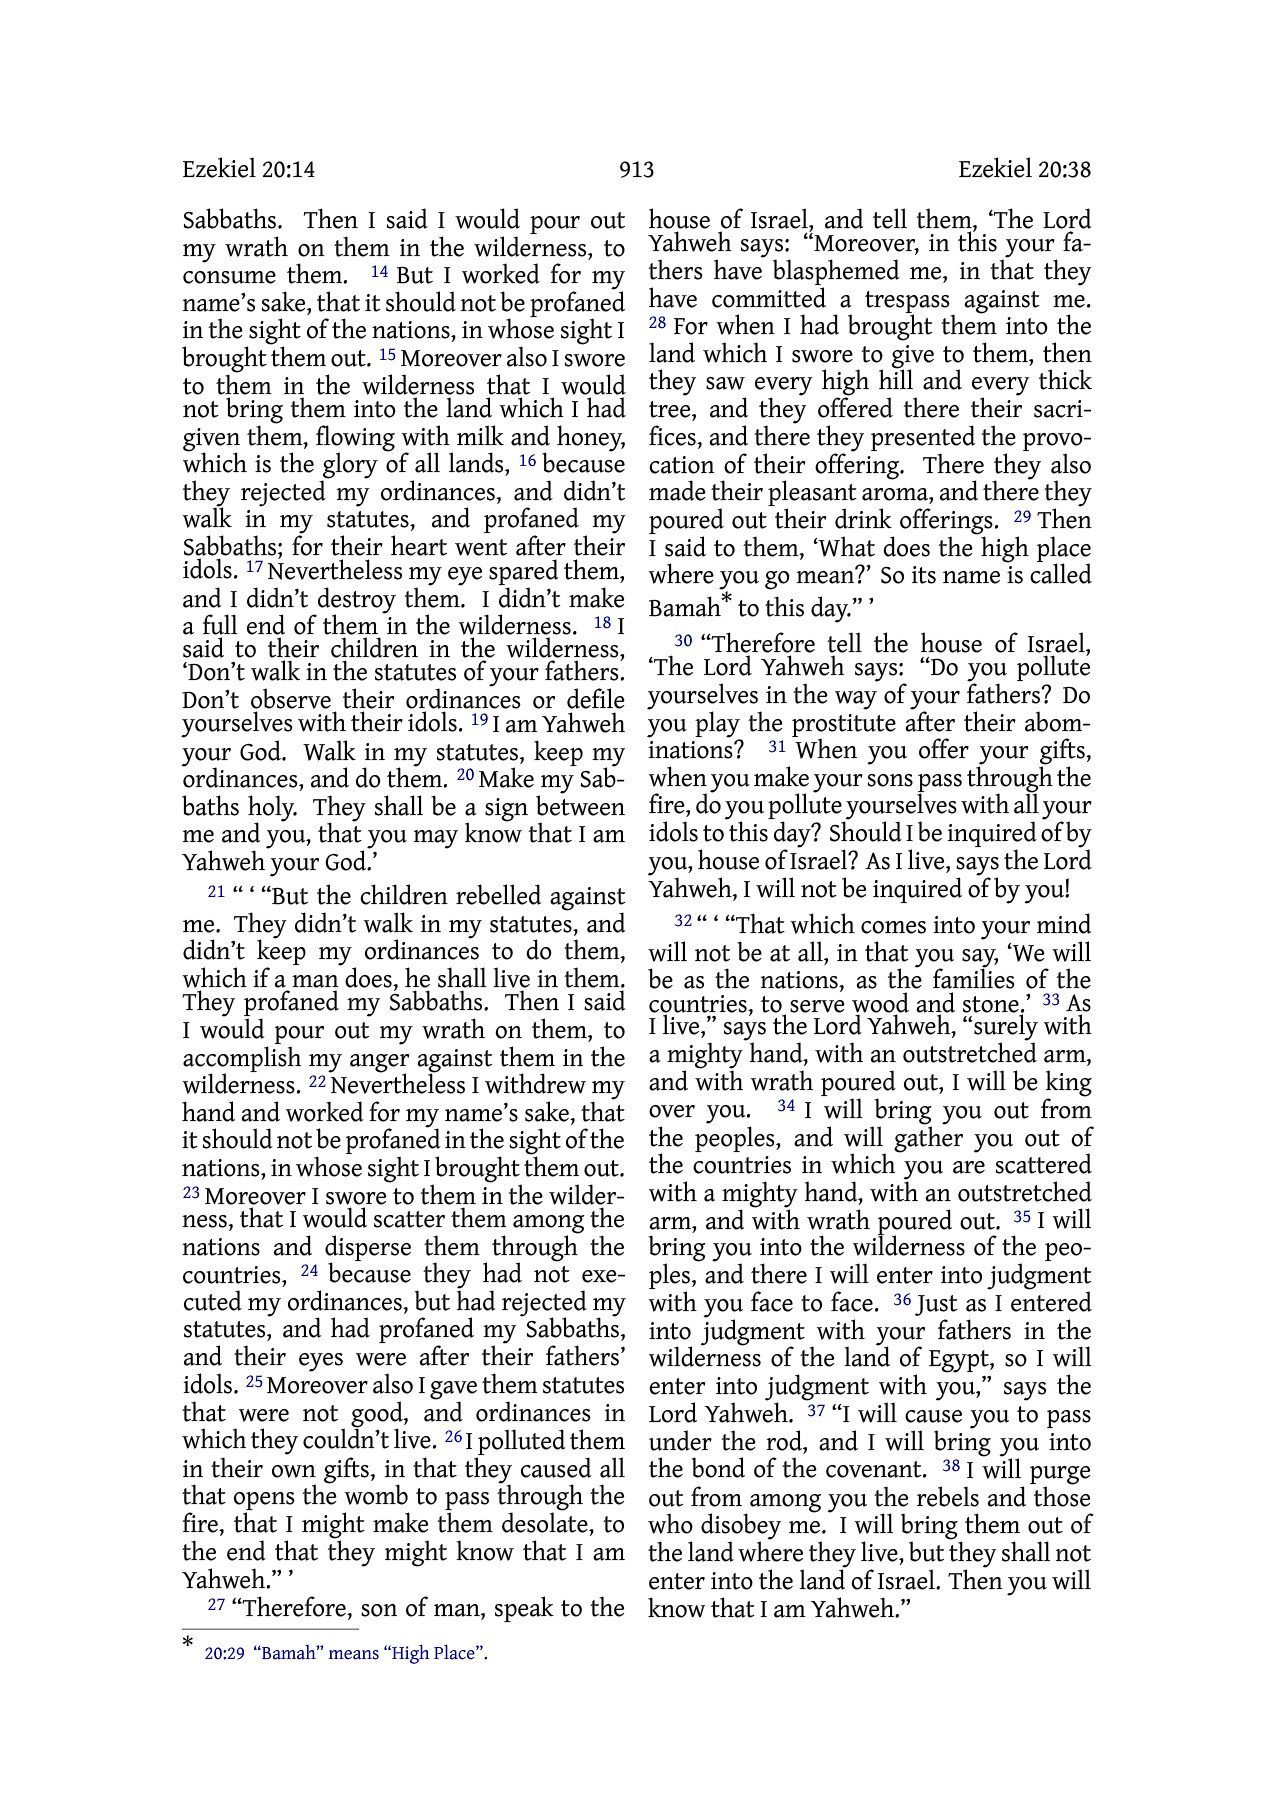 Ezekiel 20:14 913 Ezekiel 20:38
Sabbaths. Then I said I would pour out
my wrath on them in the wilderness, to
consume them. 14 But I worked for my
name’s sake, that it should not be profaned
in the sight of the nations, in whose sight I
brought them out. 15 Moreover also I swore
to them in the wilderness that I would
not bring them into the land which I had
given them, flowing with milk and honey,
which is the glory of all lands, 16 because
they rejected my ordinances, and didn’t
walk in my statutes, and profaned my
Sabbaths; for their heart went after their
idols. 17 Nevertheless my eye spared them,
and I didn’t destroy them. I didn’t make
a full end of them in the wilderness. 18 I
said to their children in the wilderness,
‘Don’t walk in the statutes of your fathers.
Don’t observe their ordinances or defile
yourselves with their idols. 19 I am Yahweh
your God. Walk in my statutes, keep my
ordinances, and do them. 20 Make my Sab-
baths holy. They shall be a sign between
me and you, that you may know that I am
Yahweh your God.’
21 “ ‘ “But the children rebelled against
me. They didn’t walk in my statutes, and
didn’t keep my ordinances to do them,
which if a man does, he shall live in them.
They profaned my Sabbaths. Then I said
I would pour out my wrath on them, to
accomplish my anger against them in the
wilderness. 22 Nevertheless I withdrew my
hand and worked for my name’s sake, that
it should not be profaned in the sight of the
nations, in whose sight I brought them out.
23 Moreover I swore to them in the wilder-
ness, that I would scatter them among the
nations and disperse them through the
countries, 24 because they had not exe-
cuted my ordinances, but had rejected my
statutes, and had profaned my Sabbaths,
and their eyes were after their fathers’
idols. 25 Moreover also I gave them statutes
that were not good, and ordinances in
which they couldn’t live. 26 I polluted them
in their own gifts, in that they caused all
that opens the womb to pass through the
fire, that I might make them desolate, to
the end that they might know that I am
Yahweh.” ’
27 “Therefore, son of man, speak to the
house of Israel, and tell them, ‘The Lord
Yahweh says: “Moreover, in this your fa-
thers have blasphemed me, in that they
have committed a trespass against me.
28 For when I had brought them into the
land which I swore to give to them, then
they saw every high hill and every thick
tree, and they offered there their sacri-
fices, and there they presented the provo-
cation of their offering. There they also
made their pleasant aroma, and there they
poured out their drink offerings. 29 Then
I said to them, ‘What does the high place
where you go mean?’ So its name is called
Bamah* to this day.” ’
30 “Therefore tell the house of Israel,
‘The Lord Yahweh says: “Do you pollute
yourselves in the way of your fathers? Do
you play the prostitute after their abom-
inations? 31 When you offer your gifts,
when you make your sons pass through the
fire, do you pollute yourselves with all your
idols to this day? Should I be inquired of by
you, house of Israel? As I live, says the Lord
Yahweh, I will not be inquired of by you!
32 “ ‘ “That which comes into your mind
will not be at all, in that you say, ‘We will
be as the nations, as the families of the
countries, to serve wood and stone.’ 33 As
I live,” says the Lord Yahweh, “surely with
a mighty hand, with an outstretched arm,
and with wrath poured out, I will be king
over you. 34 I will bring you out from
the peoples, and will gather you out of
the countries in which you are scattered
with a mighty hand, with an outstretched
arm, and with wrath poured out. 35 I will
bring you into the wilderness of the peo-
ples, and there I will enter into judgment
with you face to face. 36 Just as I entered
into judgment with your fathers in the
wilderness of the land of Egypt, so I will
enter into judgment with you,” says the
Lord Yahweh. 37 “I will cause you to pass
under the rod, and I will bring you into
the bond of the covenant. 38 I will purge
out from among you the rebels and those
who disobey me. I will bring them out of
the land where they live, but they shall not
enter into the land of Israel. Then you will
know that I am Yahweh.”
* 20:29 “Bamah” means “High Place”.